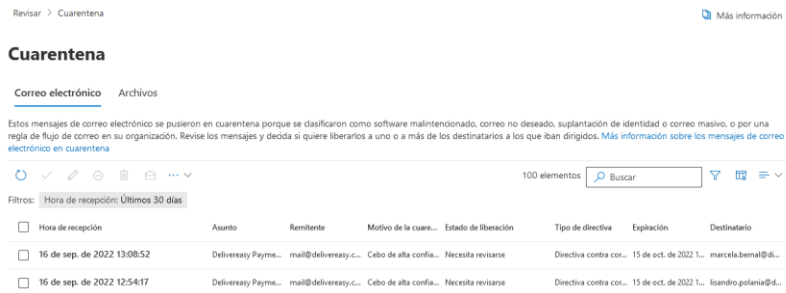 Revisar > Cuarentena
Más información
Cuarentena
Correo electrónico Archivos
Estos mensajes de correo electrónico se pusieron en cuarentena porque se clasificaron como software malintencionado, correo no deseado, suplantación de identidad o correo masivo, o por una
regla de flujo de correo en su organización. Revise los mensajes y decida si quiere liberarlos a uno o a más de los destinatarios a los que iban dirigidos. Más información sobre los mensajes de correo
electrónico en cuarentena
100 elementos Buscar
Filtros: Hora de recepción: Últimos 30 días
Hora de recepción Asunto Remitente Motivo de la cuare... Estado de liberación Tipo de directiva Expiración Destinatario
16 de sep. de 2022 13:08:52 Delivereasy Payme... mail@delivereasy.c... Cebo de alta confia... Necesita revisarse Directiva contra cor... 15 de oct. de 2022 1... marcela.bernal@di...
16 de sep. de 2022 12:54:17 Delivereasy Payme... mail@delivereasy.c... Cebo de alta confia... Necesita revisarse Directiva contra cor... 15 de oct. de 2022 1... lisandro.polania@d...